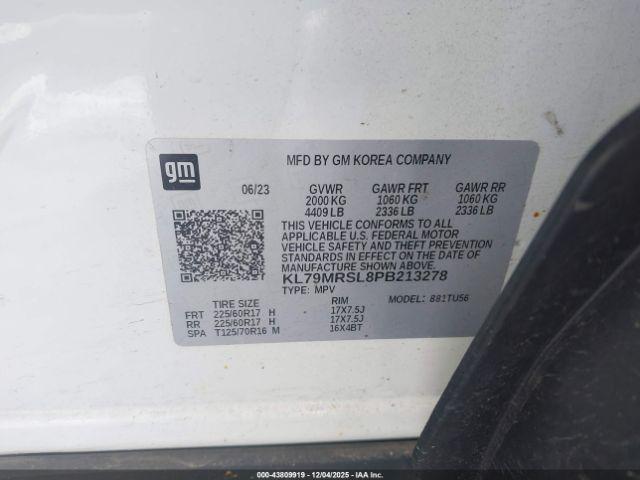 gm
MFD BY GM KOREA COMPANY
06/23 GVWR GAWR FRT GAWR RR
2000 KG 1060 KG 1060 KG
4409 LB 2336 LB 2336 LB
THIS VEHICLE CONFORMS TO ALL
APPLICABLE U.S. FEDERAL MOTOR
VEHICLE SAFETY AND THEFT PREVENTION
STANDARDS IN EFFECT ON THE DATE OF
MANUFACTURE SHOWN ABOVE.
KL79MRSL8PB213278
TYPE: MPV MODEL: 881TU56
TIRE SIZE RIM
FRT 225/60R17 H 17X7.5J
RR 225/60R17 H 17X7.5J
SPA T125/70R16 M 16X4BT
000-43809919 - 12/04/2025 - IAAI.COM